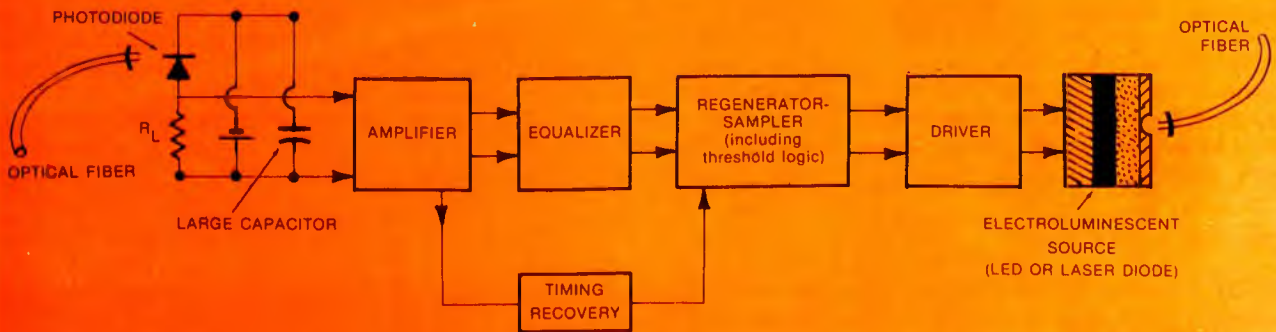 PHOTODIODE
R_L
OPTICAL FIBER
LARGE CAPACITOR
AMPLIFIER
EQUALIZER
REGENERATOR-
SAMPLER
(including
threshold logic)
DRIVER
TIMING
RECOVERY
OPTICAL
FIBER
ELECTROLUMINESCENT
SOURCE
(LED OR LASER DIODE)